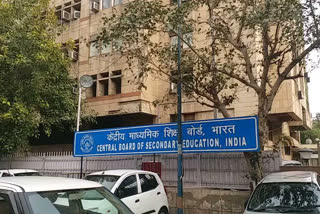 केंद्रीय माध्यमिक शिक्षा बोर्ड, भारत
CENTRAL BOARD OF SECONDARY EDUCATION, INDIA